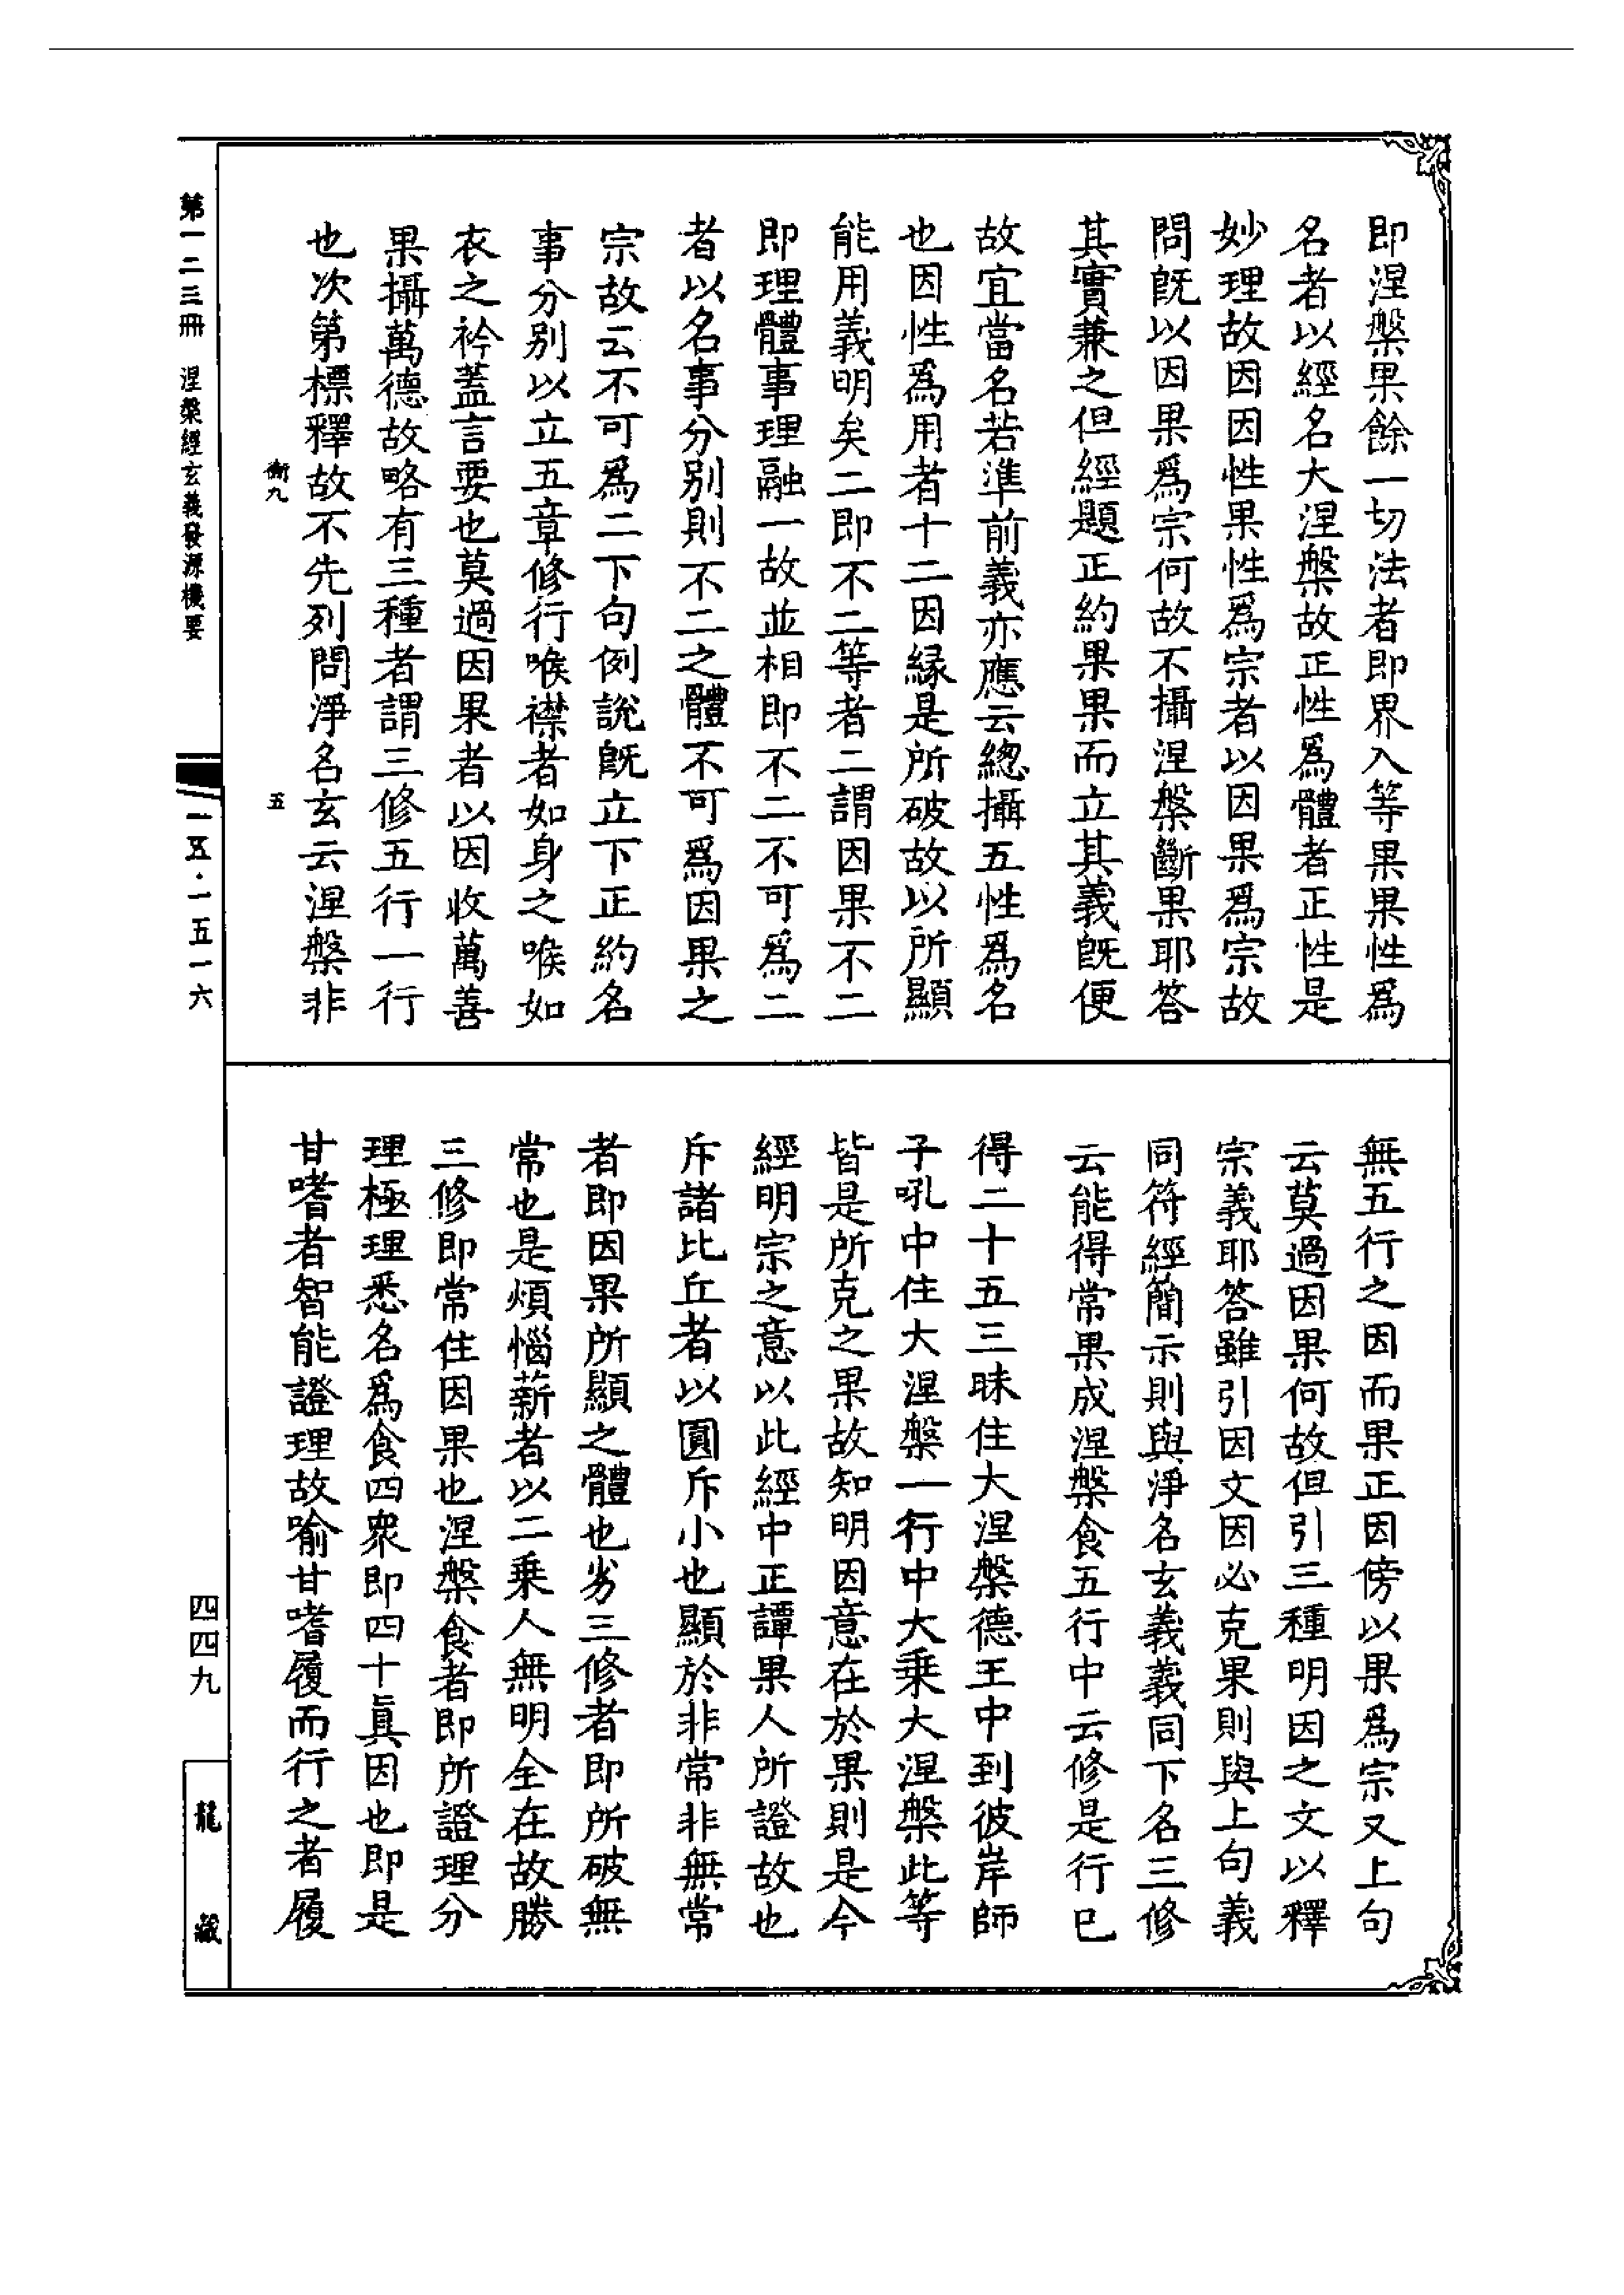 即涅槃果餘一切法者即界入等果果性爲
名者以經名大涅槃故正性爲體者正性是
妙理故因因性果性爲宗者以因果爲宗故
問旣以因果爲宗何故不攝涅槃斷果耶答
其實兼之但經題正約果果而立其義旣便
故宜當名若準前義亦應云總攝五性爲名
也因性爲用者十二因縁是所破故以所顯
能用義明矣二即不二等者二謂因果不二
即理體事理融一故並相即不二不可爲二
者以名事分別則不二之體不可爲因果之
宗故云不可爲二下句例說旣立下正約名
事分別以立五章修行喉襟者如身之喉如
衣之衿蓋言要也莫過因果者以因收萬善
果攝萬德故略有三種者謂三修五行一行
也次第標釋故不先列問淨名玄云涅槃非
無五行之因而果正因傍以果爲宗又上句
云莫過因果何故但引三種明因之文以釋
宗義耶答雖引因文因必克果則與上句義
同符經簡示則與淨名玄義義同下名三修
云能得常果成涅槃食五行中云修是行已
得二十五三昧住大涅槃德王中到彼岸師
子吼中住大涅槃一行中大乗大涅槃此等
皆是所克之果故知明因意在於果則是今
經明宗之意以此經中正譚果人所證故也
斥諸比丘者以圓斥小也顯於非常非無常
者即因果所顯之體也劣三修者即所破無
常也是煩惱薪者以二乗人無明全在故勝
三修即常住因果也涅槃食者即所證理分
理極理悉名爲食四衆即四十眞因也即是
甘嗜者智能證理故喻甘嗜履而行之者履
衡九
五
第一二三冊　涅槃經玄義發源機要
一五·一五一六
四四九
龍藏